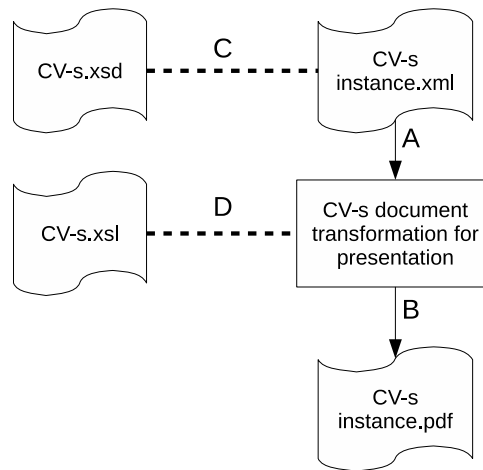 CV-s.xsd
C
CV-s
instance.xml
A
CV-s.xsl
D
CV-s document
transformation for
presentation
B
CV-s
instance.pdf